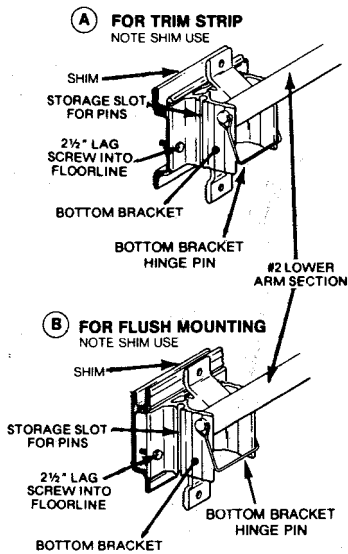 A FOR TRIM STRIP
NOTE SHIM USE
SHIM
STORAGE SLOT
FOR PINS
2½" LAG
SCREW INTO
FLOORLINE
BOTTOM BRACKET
BOTTOM BRACKET
HINGE PIN
#2 LOWER
ARM SECTION
B FOR FLUSH MOUNTING
NOTE SHIM USE
SHIM
STORAGE SLOT
FOR PINS
2½" LAG
SCREW INTO
FLOORLINE
BOTTOM BRACKET
HINGE PIN
BOTTOM BRACKET